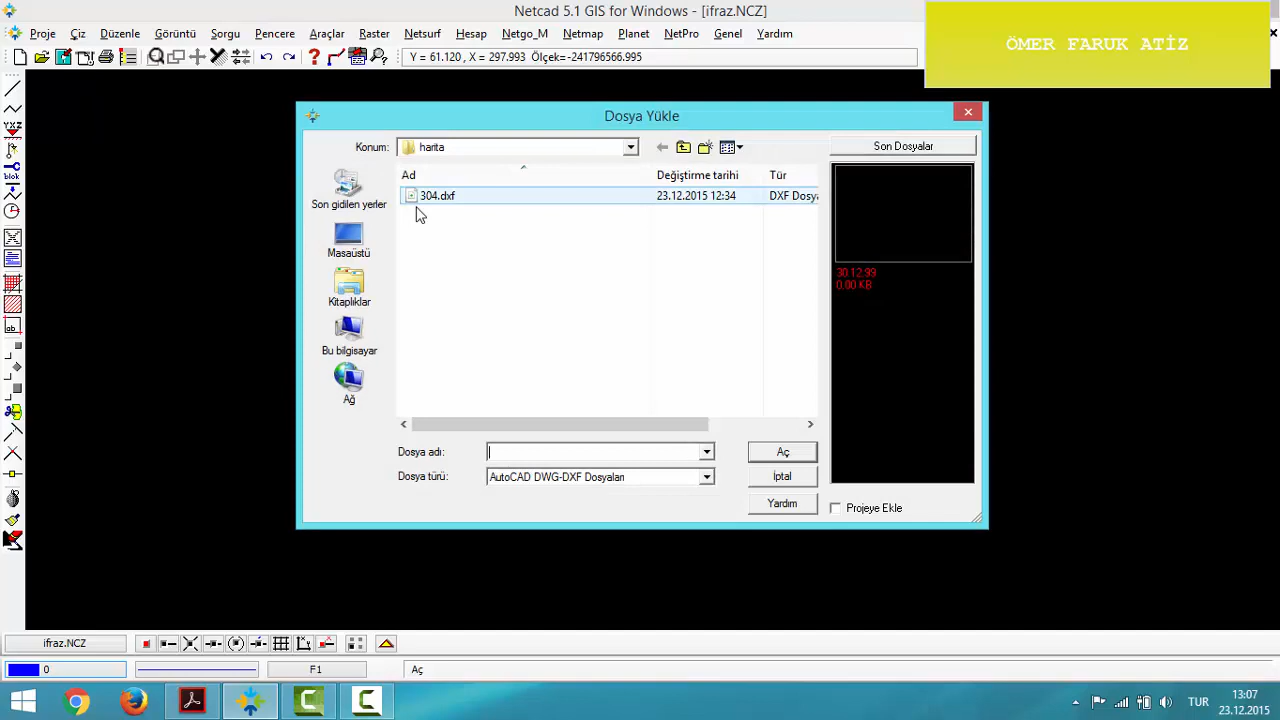 Netcad 5.1 GIS for Windows - [ifraz.NCZ]
ÖMER FARUK ATİZ
Proje Çiz Düzenle Görüntü Sorgu Pencere Araçlar Raster Netsurf Netgo_M Netmap Planet NetPro Genel Yardım
Y = 61.120 , X = 297.993 Ölçek=-241796566.995
Dosya Yükle
Konum: harita
Son Dosyalar
Ad Değiştirme tarihi Tür
304.dxf 23.12.2015 12:34 DXF Dosya
Son gidilen yerler
Masaüstü
Kitaplıklar
Bu bilgisayar
Ağ
30.12.99
0,00 KB
YXZ
blok
ab
Dosya adı: Aç
Dosya türü: AutoCAD DWG-DXF Dosyaları İptal
Yardım
Projeye Ekle
ifraz.NCZ
0 F1 Aç
TUR
13:07
23.12.2015